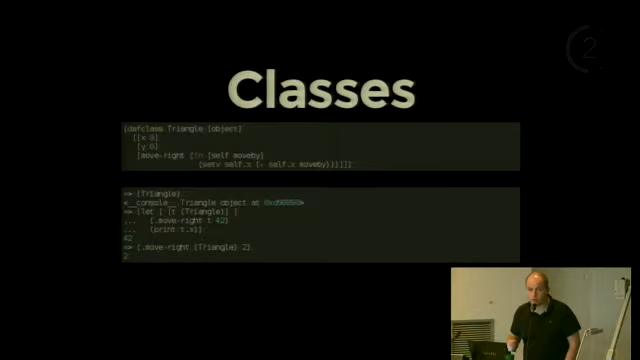 2
Classes
(defclass Triangle [object]
[[x 0]
[y 0]
[move-right (fn [self moveby]
(setv self.x (+ self.x moveby)))]])
=> (Triangle)
<__console__.Triangle object at
=> (let [ [t (Triangle)] ]
... (.move-right t 42)
... (print t.x))
42
=> (.move-right (Triangle) 2)
2